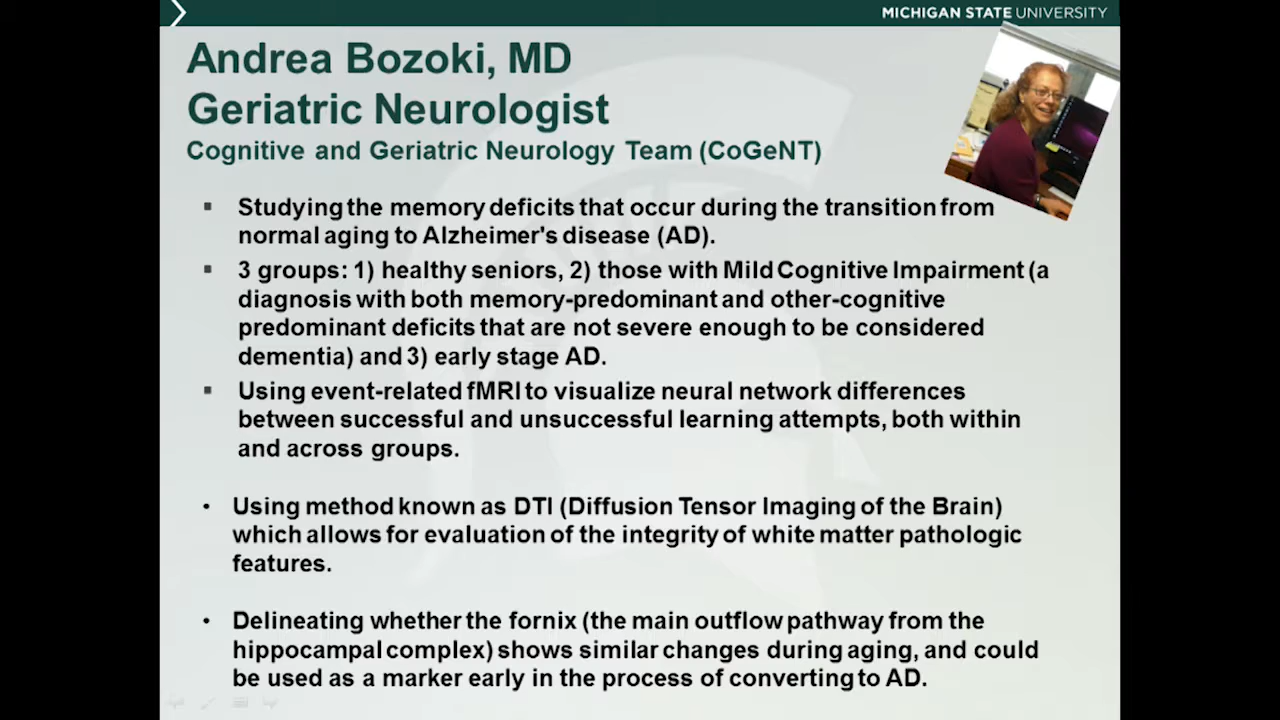 MICHIGAN STATE UNIVERSITY
Andrea Bozoki, MD
Geriatric Neurologist
Cognitive and Geriatric Neurology Team (CoGeNT)
▪ Studying the memory deficits that occur during the transition from
normal aging to Alzheimer's disease (AD).
▪ 3 groups: 1) healthy seniors, 2) those with Mild Cognitive Impairment (a
diagnosis with both memory-predominant and other-cognitive
predominant deficits that are not severe enough to be considered
dementia) and 3) early stage AD.
▪ Using event-related fMRI to visualize neural network differences
between successful and unsuccessful learning attempts, both within
and across groups.
• Using method known as DTI (Diffusion Tensor Imaging of the Brain)
which allows for evaluation of the integrity of white matter pathologic
features.
• Delineating whether the fornix (the main outflow pathway from the
hippocampal complex) shows similar changes during aging, and could
be used as a marker early in the process of converting to AD.